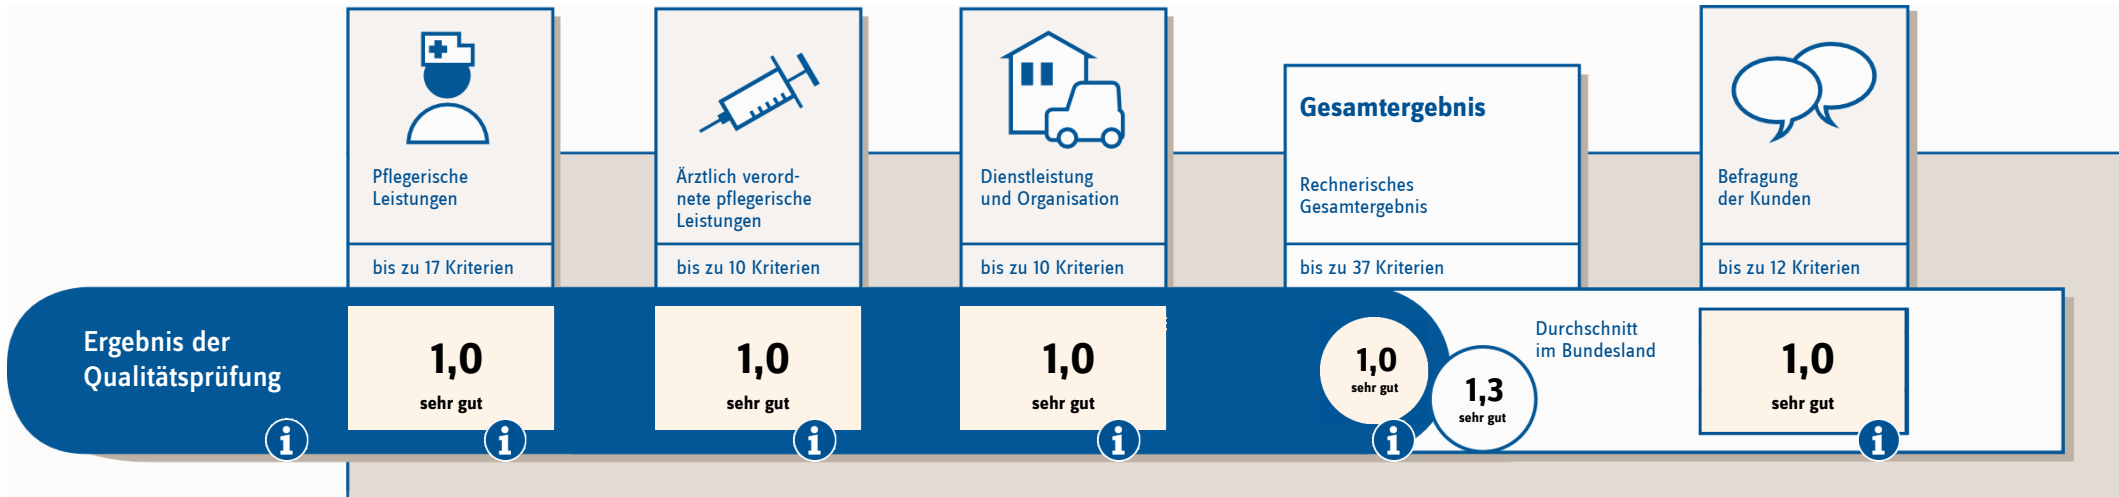 Pflegerische
Leistungen
bis zu 17 Kriterien
Ärztlich verord-
nete pflegerische
Leistungen
bis zu 10 Kriterien
Dienstleistung
und Organisation
bis zu 10 Kriterien
Gesamtergebnis
Rechnerisches
Gesamtergebnis
bis zu 37 Kriterien
Befragung
der Kunden
bis zu 12 Kriterien
Ergebnis der
Qualitätsprüfung
i
1,0
sehr gut
i
1,0
sehr gut
i
1,0
sehr gut
i
1,0
sehr gut
i
1,3
sehr gut
Durchschnitt
im Bundesland
1,0
sehr gut
i